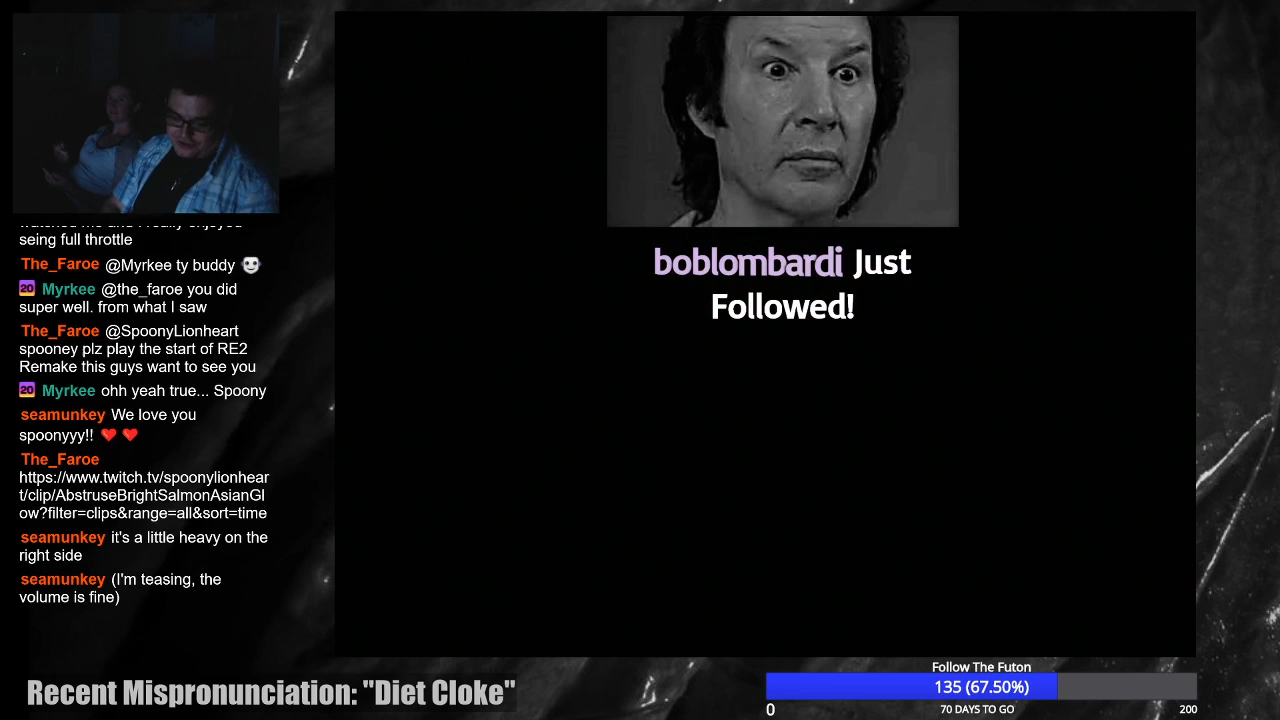 seing full throttle
The_Faroe @Myrkee ty buddy
20 Myrkee @the_faroe you did
super well. from what I saw
The_Faroe @SpoonyLionheart
spooney plz play the start of RE2
Remake this guys want to see you
20 Myrkee ohh yeah true... Spoony
seamunkey We love you
spoonyyy!!
The_Faroe
https://www.twitch.tv/spoonylionhear
t/clip/AbstruseBrightSalmonAsianGl
ow?filter=clips&range=all&sort=time
seamunkey it's a little heavy on the
right side
seamunkey (I'm teasing, the
volume is fine)
boblombardi Just
Followed!
Recent Mispronunciation: "Diet Cloke"
Follow The Futon
135 (67.50%)
0 70 DAYS TO GO 200